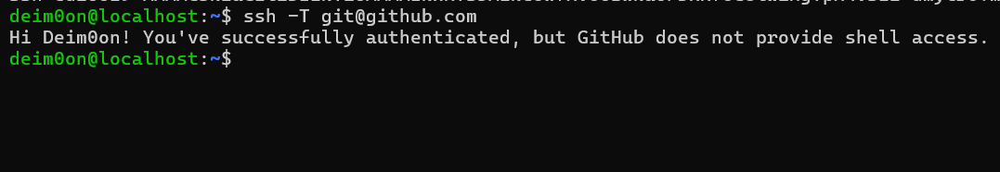 deim0on@localhost:~$ ssh -T git@github.com
Hi Deim0on! You've successfully authenticated, but GitHub does not provide shell access.
deim0on@localhost:~$